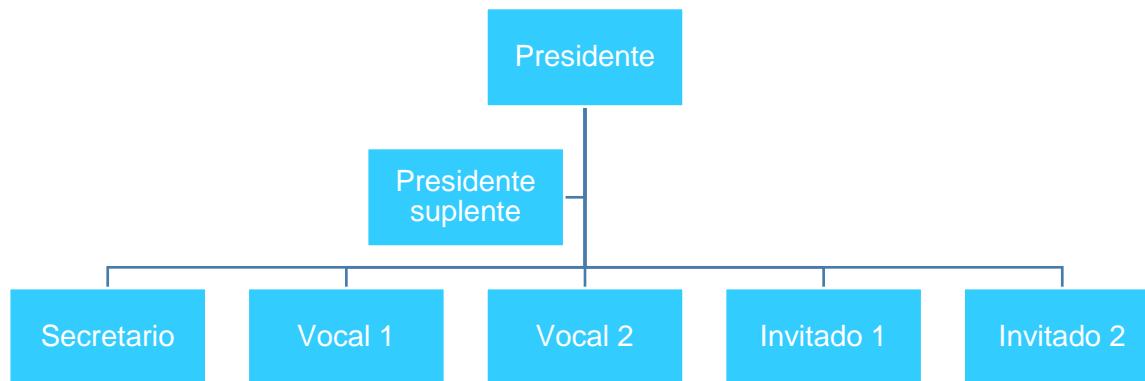 Presidente
Presidente
suplente
Secretario
Vocal 1
Vocal 2
Invitado 1
Invitado 2